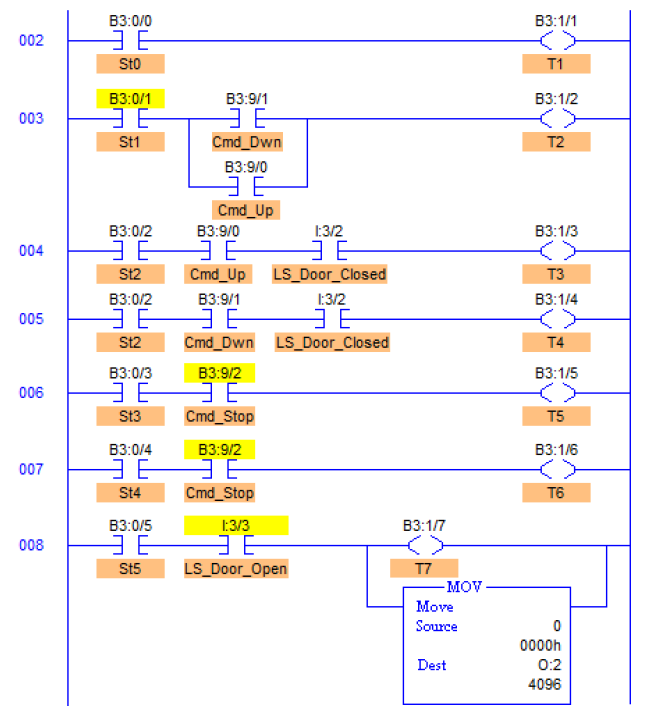 B3:0/0 B3:1/1
002
St0 T1
B3:0/1 B3:9/1 B3:1/2
003
St1 Cmd_Dwn T2
B3:9/0
Cmd_Up
B3:0/2 B3:9/0 I:3/2 B3:1/3
004
St2 Cmd_Up LS_Door_Closed T3
B3:0/2 B3:9/1 I:3/2 B3:1/4
005
St2 Cmd_Dwn LS_Door_Closed T4
B3:0/3 B3:9/2 B3:1/5
006
St3 Cmd_Stop T5
B3:0/4 B3:9/2 B3:1/6
007
St4 Cmd_Stop T6
B3:0/5 I:3/3 B3:1/7
008
St5 LS_Door_Open T7
MOV
Move
Source 0
0000h
Dest O:2
4096